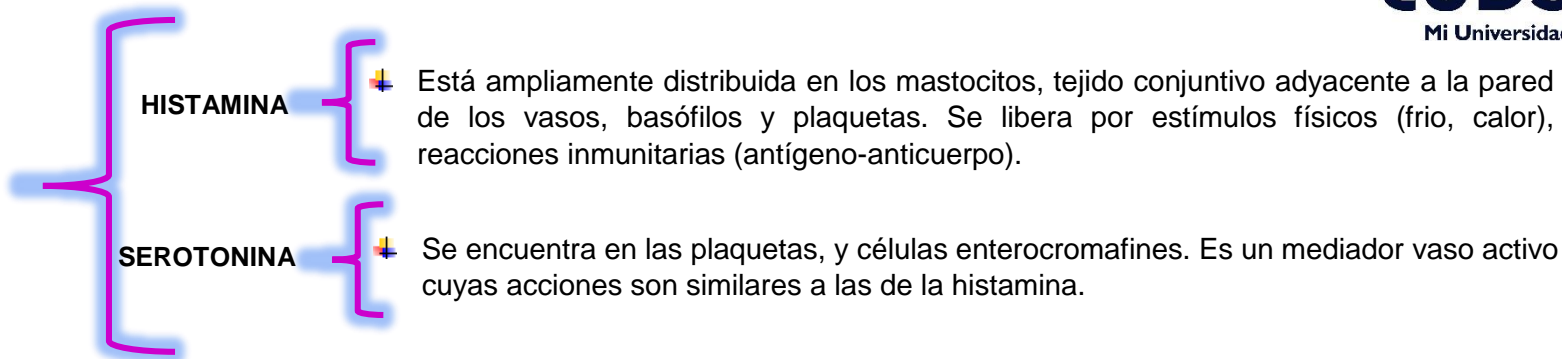 Mi Universidad
HISTAMINA
Está ampliamente distribuida en los mastocitos, tejido conjuntivo adyacente a la pared
de los vasos, basófilos y plaquetas. Se libera por estímulos físicos (frio, calor),
reacciones inmunitarias (antígeno-anticuerpo).
SEROTONINA
Se encuentra en las plaquetas, y células enterocromafines. Es un mediador vaso activo
cuyas acciones son similares a las de la histamina.